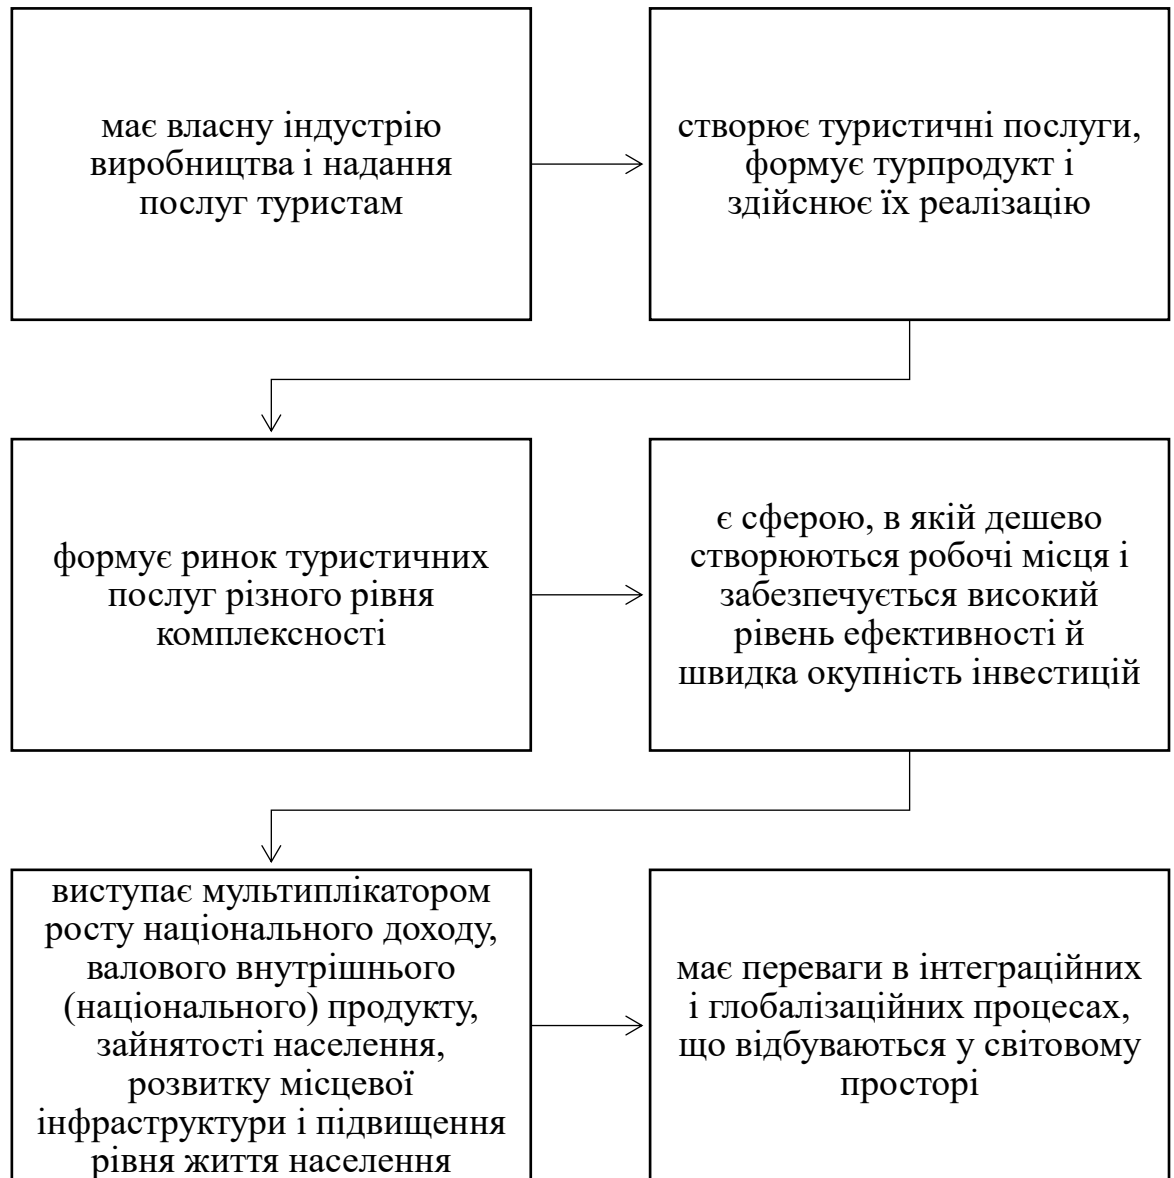 має власну індустрію
виробництва і надання
послуг туристам
створює туристичні послуги,
формує турпродукт і
здійснює їх реалізацію
формує ринок туристичних
послуг різного рівня
комплексності
є сферою, в якій дешево
створюються робочі місця і
забезпечується високий
рівень ефективності й
швидка окупність інвестицій
виступає мультиплікатором
росту національного доходу,
валового внутрішнього
(національного) продукту,
зайнятості населення,
розвитку місцевої
інфраструктури і підвищення
рівня життя населення
має переваги в інтеграційних
і глобалізаційних процесах,
що відбуваються у світовому
просторі